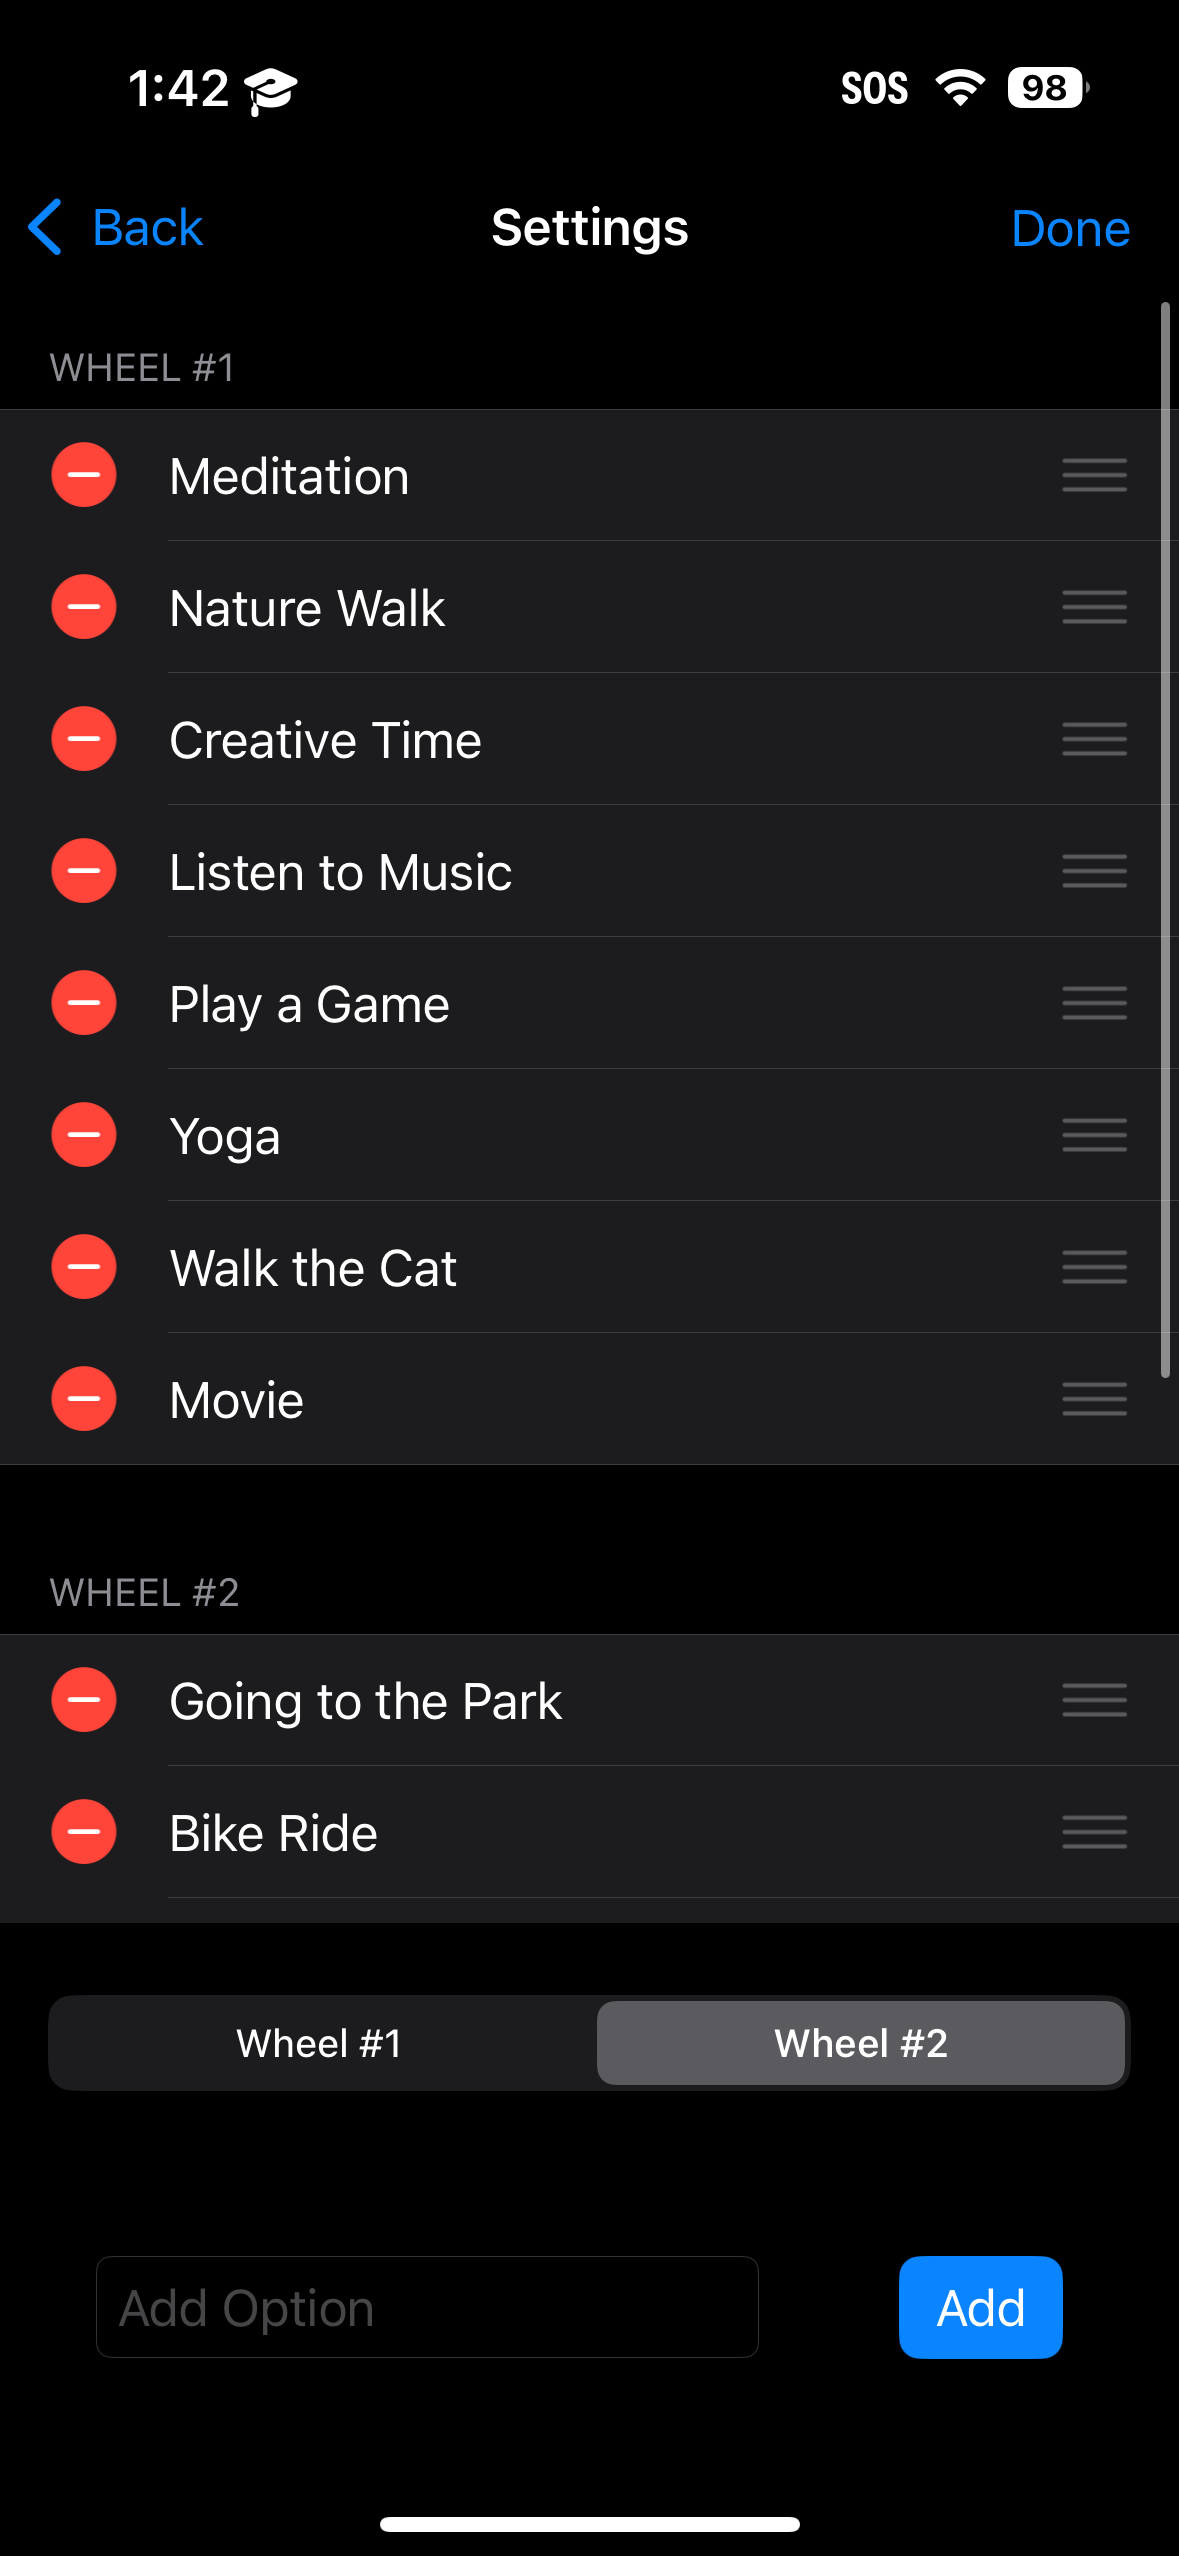 1:42 SOS 98
Back Settings Done
WHEEL #1
Meditation
Nature Walk
Creative Time
Listen to Music
Play a Game
Yoga
Walk the Cat
Movie
WHEEL #2
Going to the Park
Bike Ride
Wheel #1 Wheel #2
Add Option Add